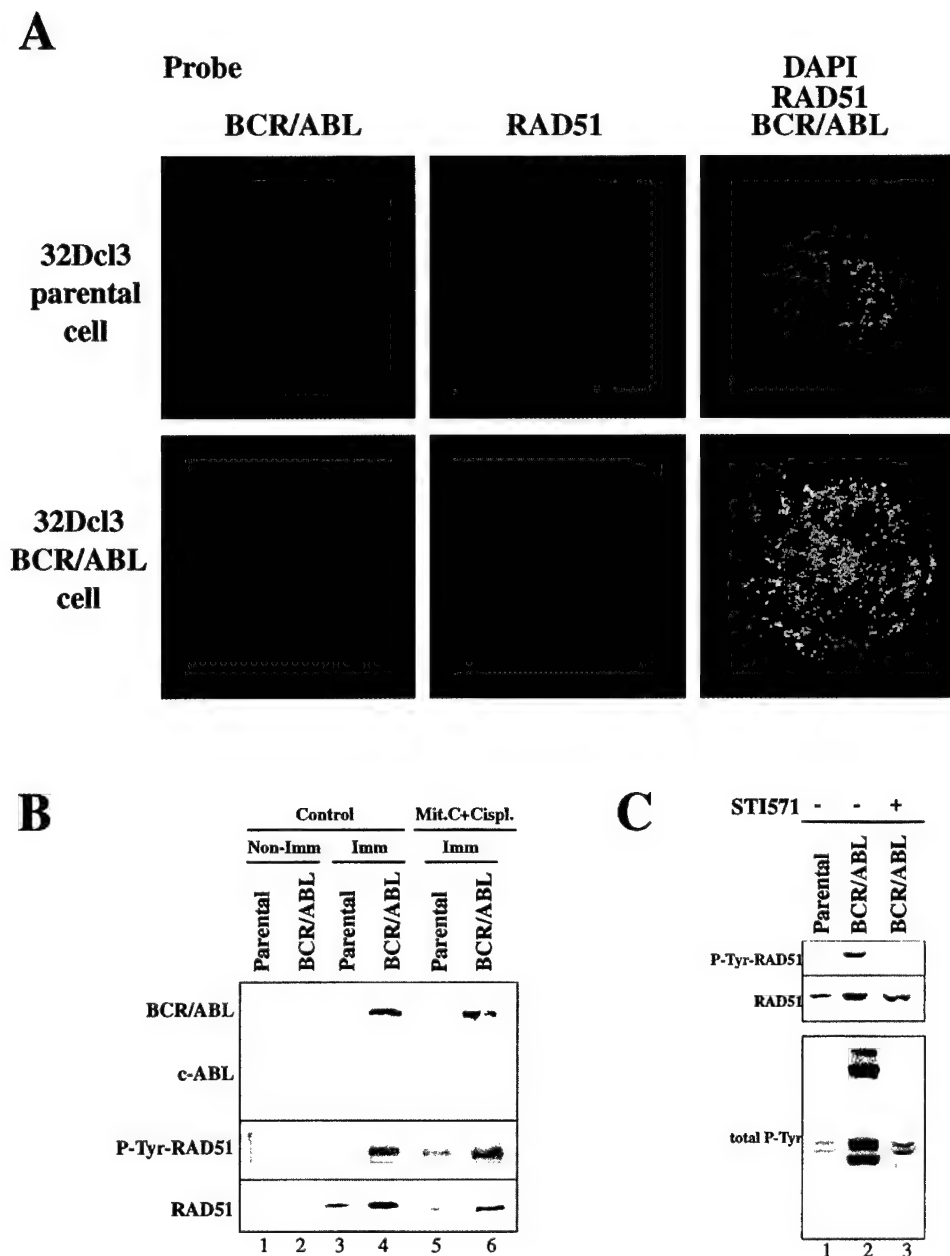 A
Probe
BCR/ABL
RAD51
DAPI
RAD51
BCR/ABL
32Dcl3
parental
cell
32Dcl3
BCR/ABL
cell
B
Control
Mit.C+Cispl.
Non-Imm
Imm
Imm
Parental
BCR/ABL
Parental
BCR/ABL
Parental
BCR/ABL
BCR/ABL
c-ABL
P-Tyr-RAD51
RAD51
1 2 3 4 5 6
C
STI571 - - +
Parental
BCR/ABL
BCR/ABL
P-Tyr-RAD51
RAD51
total P-Tyr
1 2 3